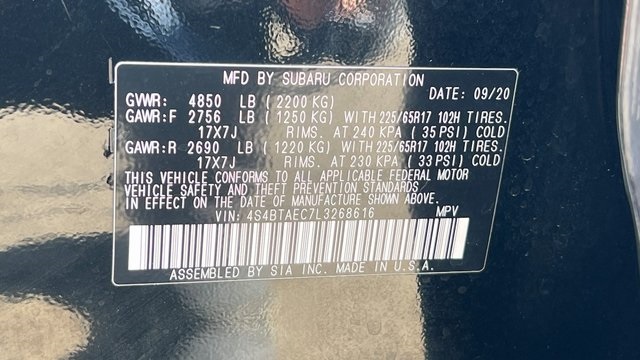 MFD BY SUBARU CORPORATION
DATE: 09/20
GVWR: 4850 LB (2200 KG)
GAWR:F 2756 LB (1250 KG) WITH 225/65R17 102H TIRES.
17X7J RIMS. AT 240 KPA (35 PSI) COLD
GAWR:R 2690 LB (1220 KG) WITH 225/65R17 102H TIRES.
17X7J RIMS. AT 230 KPA (33 PSI) COLD
THIS VEHICLE CONFORMS TO ALL APPLICABLE FEDERAL MOTOR
VEHICLE SAFETY AND THEFT PREVENTION STANDARDS
IN EFFECT ON THE DATE OF MANUFACTURE SHOWN ABOVE.
VIN: 4S4BTAEC7L3268616 MPV
ASSEMBLED BY SIA INC. MADE IN U.S.A.